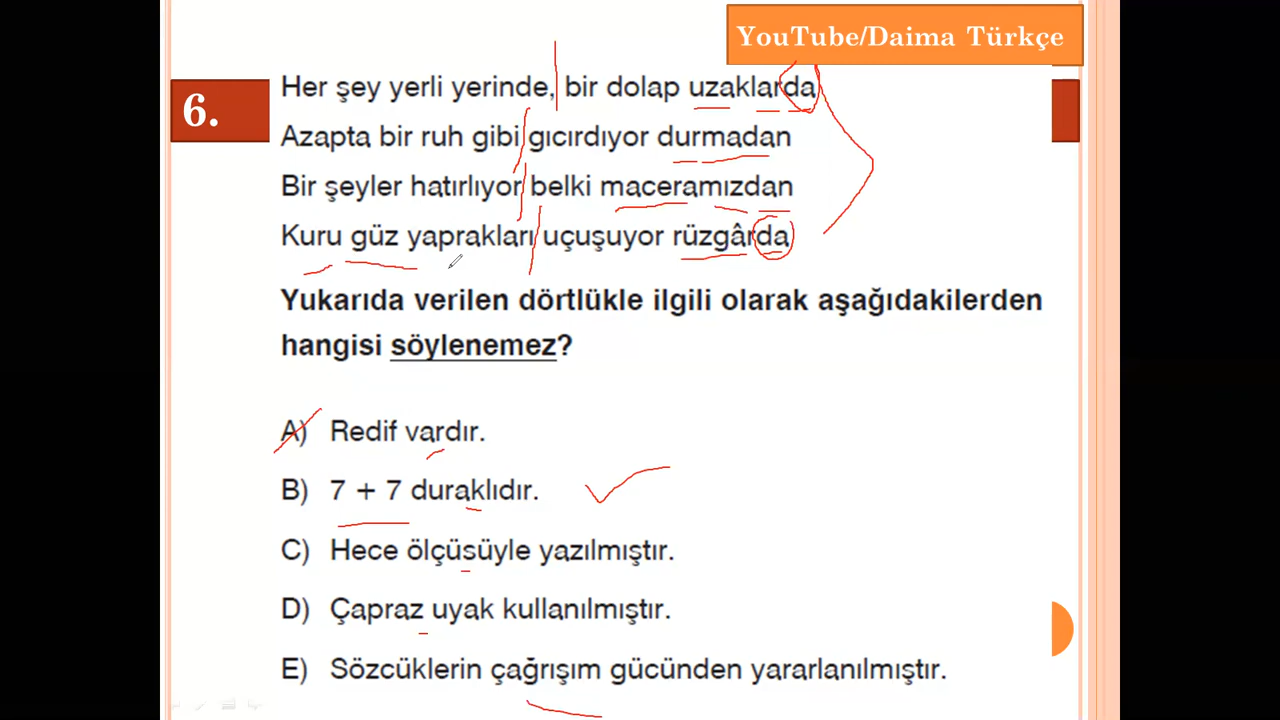 YouTube/Daima Türkçe
6.
Her şey yerli yerinde, bir dolap uzaklarda
Azapta bir ruh gibi gıcırdıyor durmadan
Bir şeyler hatırlıyor belki maceramızdan
Kuru güz yaprakları uçuşuyor rüzgârda
Yukarıda verilen dörtlükle ilgili olarak aşağıdakilerden
hangisi söylenemez?
A) Redif vardır.
B) 7 + 7 duraklıdır.
C) Hece ölçüsüyle yazılmıştır.
D) Çapraz uyak kullanılmıştır.
E) Sözcüklerin çağrışım gücünden yararlanılmıştır.